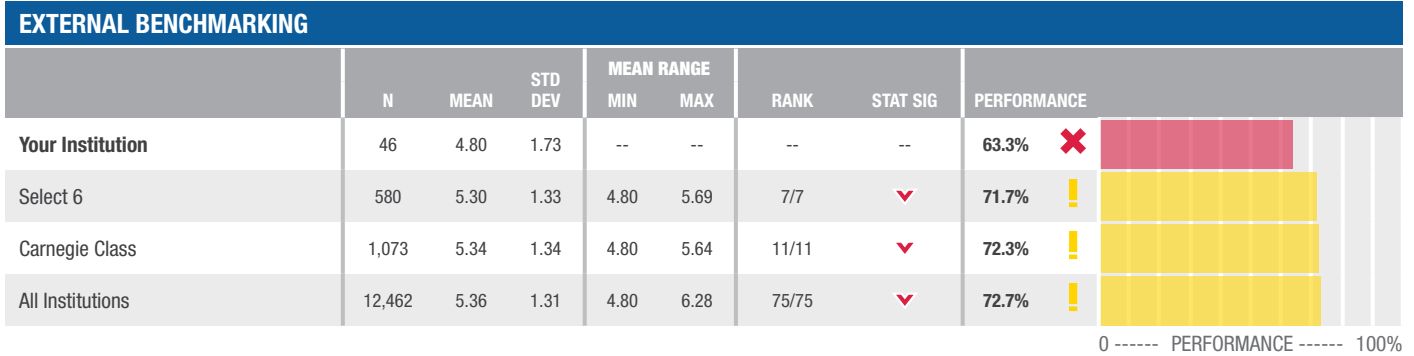 EXTERNAL BENCHMARKING
N MEAN STD DEV MEAN RANGE MIN MAX RANK STAT SIG PERFORMANCE
Your Institution 46 4.80 1.73 -- -- -- -- 63.3%
Select 6 580 5.30 1.33 4.80 5.69 7/7 71.7%
Carnegie Class 1,073 5.34 1.34 4.80 5.64 11/11 72.3%
All Institutions 12,462 5.36 1.31 4.80 6.28 75/75 72.7%
0 ------ PERFORMANCE ------ 100%